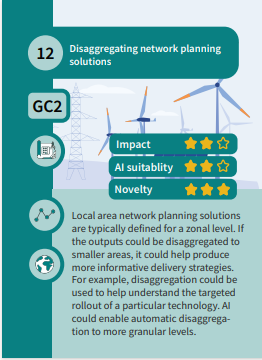 12
Disaggregating network planning
solutions
GC2
Impact
AI suitablity
Novelty
Local area network planning solutions
are typically defined for a zonal level. If
the outputs could be disaggregated to
smaller areas, it could help produce
more informative delivery strategies.
For example, disaggregation could be
used to help understand the targeted
rollout of a particular technology. AI
could enable automatic disaggrega-
tion to more granular levels.